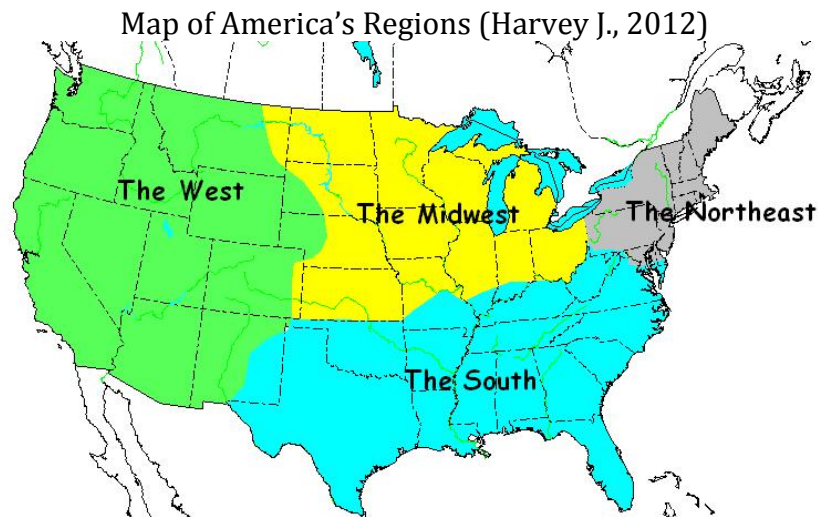 Map of America's Regions (Harvey J., 2012)
The West
The Midwest
The Northeast
The South